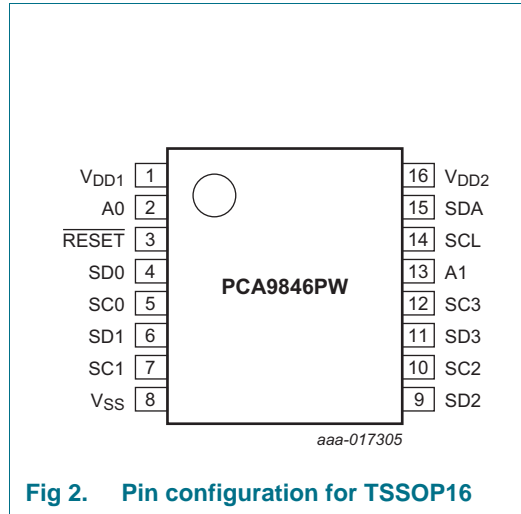 VDD1 1 16 VDD2
A0 2 15 SDA
RESET 3 14 SCL
SD0 4 13 A1
PCA9846PW
SC0 5 12 SC3
SD1 6 11 SD3
SC1 7 10 SC2
VSS 8 9 SD2
aaa-017305
Fig 2. Pin configuration for TSSOP16